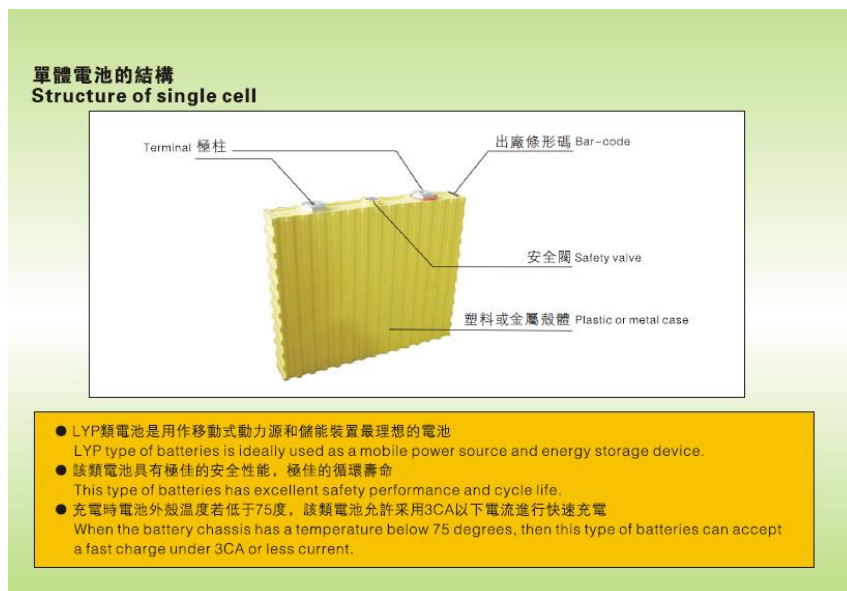 單體電池的結構
Structure of single cell
Terminal 極柱
出廠條形碼 Bar-code
安全閥 Safety valve
塑料或金屬殼體 Plastic or metal case
● LYP類電池是用作移動式動力源和儲能裝置最理想的電池
LYP type of batteries is ideally used as a mobile power source and energy storage device.
● 該類電池具有極佳的安全性能，極佳的循環壽命
This type of batteries has excellent safety performance and cycle life.
● 充電時電池外殼溫度若低于75度，該類電池允許采用3CA以下電流進行快速充電
When the battery chassis has a temperature below 75 degrees, then this type of batteries can accept
a fast charge under 3CA or less current.